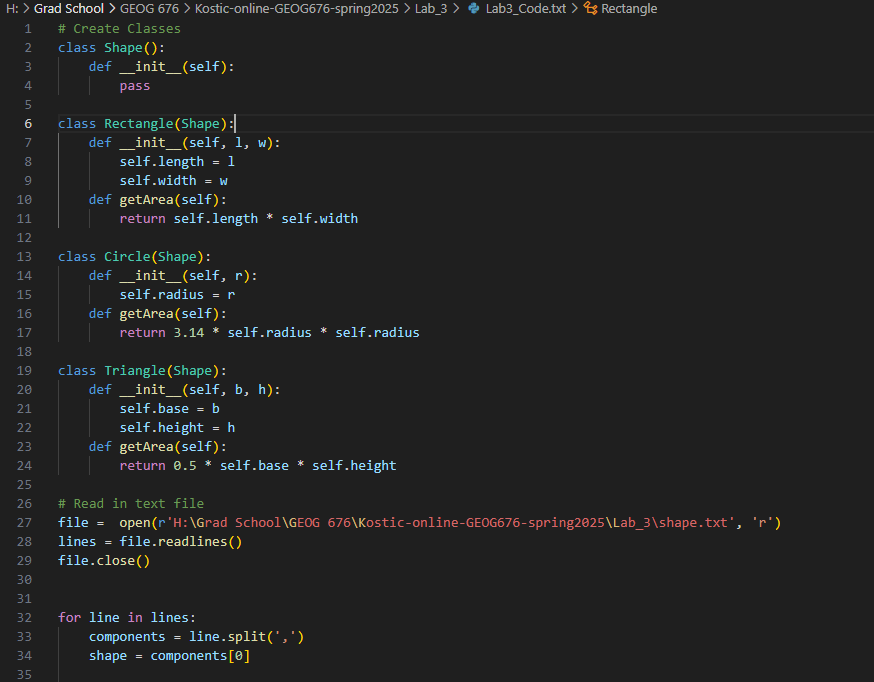 H: > Grad School > GEOG 676 > Kostic-online-GEOG676-spring2025 > Lab_3 > Lab3_Code.txt > Rectangle
1 # Create Classes
2 class Shape():
3     def __init__(self):
4         pass
5
6 class Rectangle(Shape):
7     def __init__(self, l, w):
8         self.length = l
9         self.width = w
10     def getArea(self):
11         return self.length * self.width
12
13 class Circle(Shape):
14     def __init__(self, r):
15         self.radius = r
16     def getArea(self):
17         return 3.14 * self.radius * self.radius
18
19 class Triangle(Shape):
20     def __init__(self, b, h):
21         self.base = b
22         self.height = h
23     def getArea(self):
24         return 0.5 * self.base * self.height
25
26 # Read in text file
27 file =  open(r'H:\Grad School\GEOG 676\Kostic-online-GEOG676-spring2025\Lab_3\shape.txt', 'r')
28 lines = file.readlines()
29 file.close()
30
31
32 for line in lines:
33     components = line.split(',')
34     shape = components[0]
35